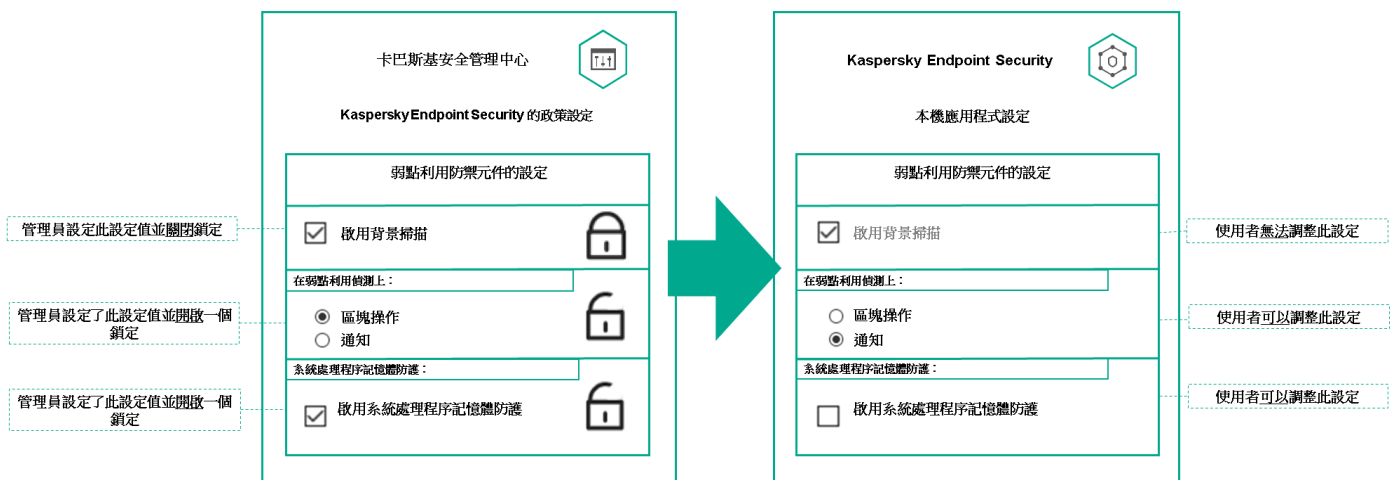 卡巴斯基安全管理中心
Kaspersky Endpoint Security 的政策設定
弱點利用防禦元件的設定
管理員設定此設定值並關閉鎖定
啟用背景掃描
在弱點利用偵測上：
管理員設定了此設定值並開啟一個
鎖定
區塊操作
通知
系統處理程序記憶體防護：
管理員設定了此設定值並開啟一個
鎖定
啟用系統處理程序記憶體防護
Kaspersky Endpoint Security
本機應用程式設定
弱點利用防禦元件的設定
啟用背景掃描
使用者無法調整此設定
在弱點利用偵測上：
區塊操作
通知
使用者可以調整此設定
系統處理程序記憶體防護：
啟用系統處理程序記憶體防護
使用者可以調整此設定